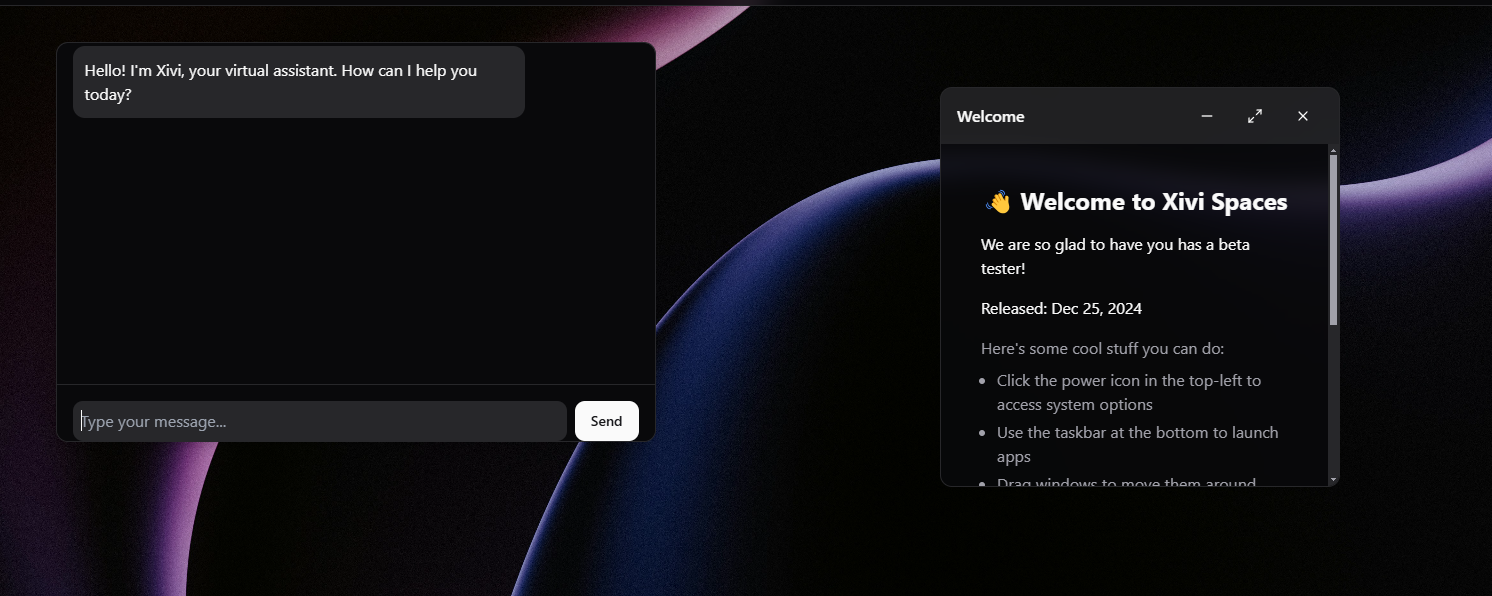 Hello! I'm Xivi, your virtual assistant. How can I help you
today?
Type your message...
Send
Welcome
👋 Welcome to Xivi Spaces
We are so glad to have you has a beta
tester!
Released: Dec 25, 2024
Here's some cool stuff you can do:
• Click the power icon in the top-left to
access system options
• Use the taskbar at the bottom to launch
apps
• Drag windows to move them around